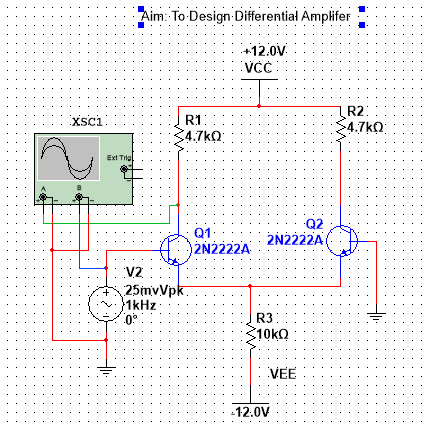 Aim: To Design Differential Amplifer
+12.0V
VCC
XSC1
Ext Trig
+
-
A
B
+
-
+
-
R1
4.7kΩ
R2
4.7kΩ
Q1
2N2222A
Q2
2N2222A
V2
25mvVpk
1kHz
0°
R3
10kΩ
VEE
-12.0V